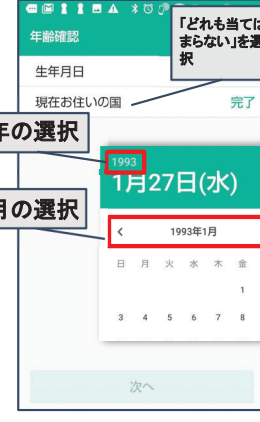 「どれも当ては
まらない」を選
択
年齢確認
生年月日
現在お住いの国
完了
年の選択
1993
1月27日(水)
月の選択
< 1993年1月
日 月 火 水 木 金
1
3 4 5 6 7 8
次へ